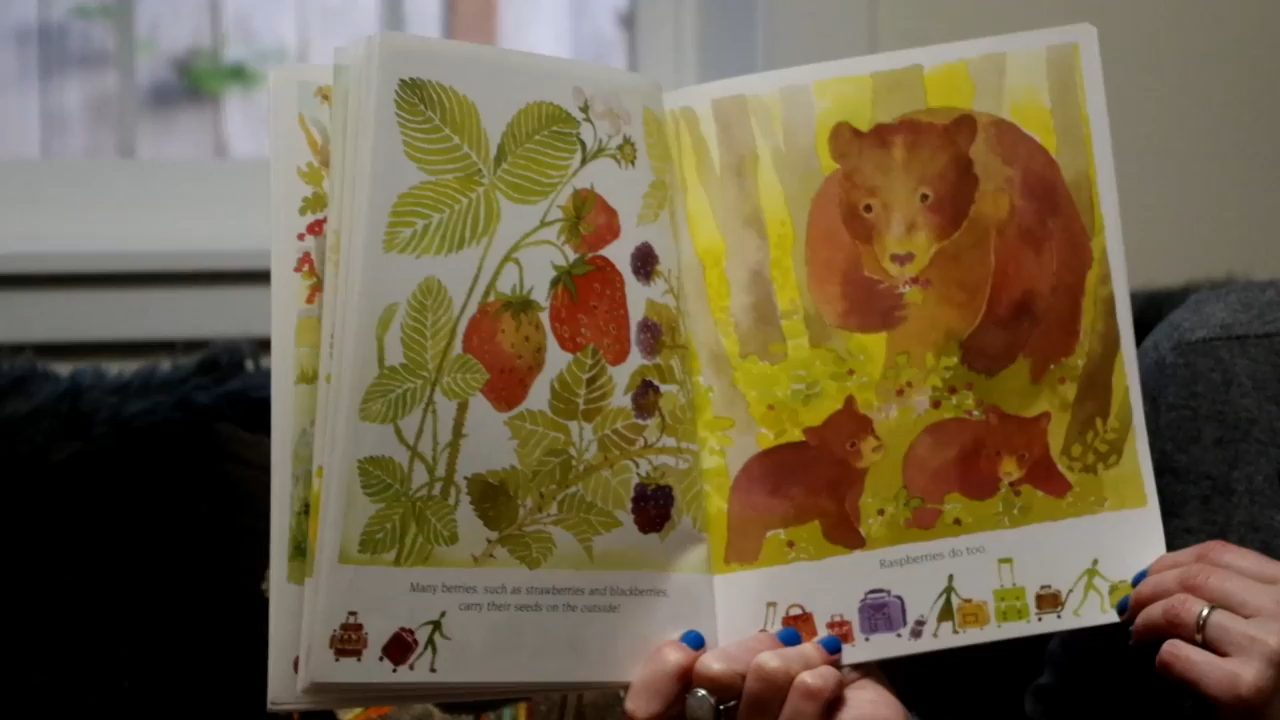 Many berries, such as strawberries and blackberries,
carry their seeds on the outside!
Raspberries do too.